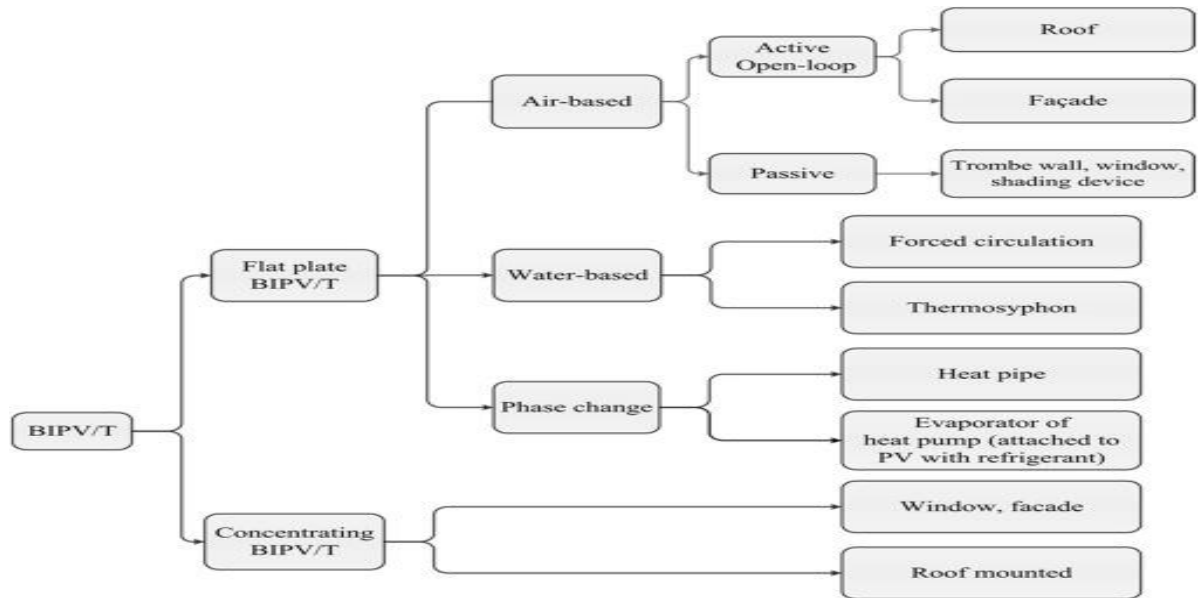 Active
Open-loop
Roof
Façade
Air-based
Passive
Trombe wall, window,
shading device
Flat plate
BIPV/T
Water-based
Forced circulation
Thermosyphon
Phase change
Heat pipe
Evaporator of
heat pump (attached to
PV with refrigerant)
BIPV/T
Concentrating
BIPV/T
Window, facade
Roof mounted